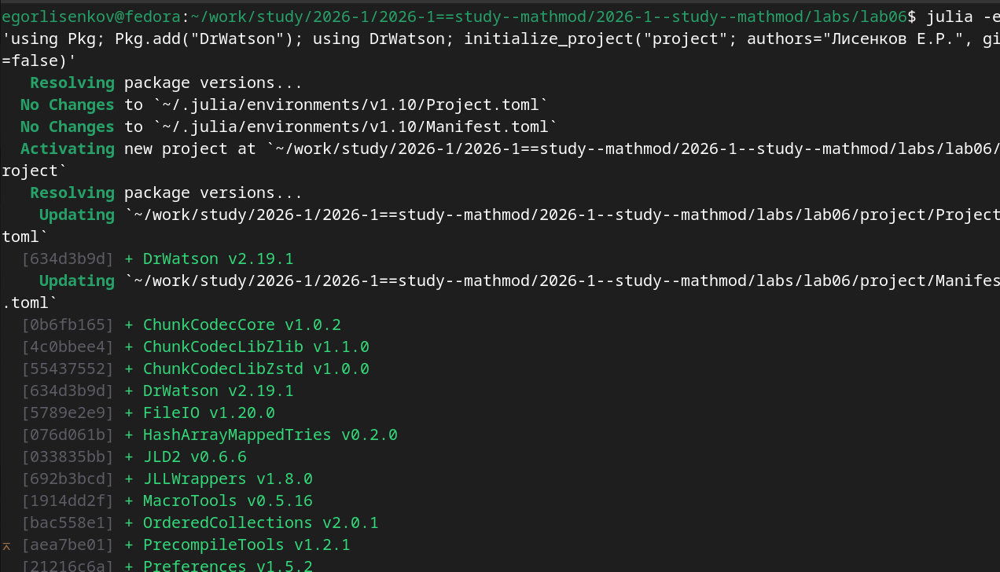 egorlisenkov@fedora:~/work/study/2026-1/2026-1==study--mathmod/2026-1--study--mathmod/labs/lab06$ julia -e
'using Pkg; Pkg.add("DrWatson"); using DrWatson; initialize_project("project"; authors="Лисенков Е.Р.", gi
=false)'
Resolving package versions...
No Changes to `~/.julia/environments/v1.10/Project.toml`
No Changes to `~/.julia/environments/v1.10/Manifest.toml`
Activating new project at `~/work/study/2026-1/2026-1==study--mathmod/2026-1--study--mathmod/labs/lab06/
roject`
Resolving package versions...
Updating `~/work/study/2026-1/2026-1==study--mathmod/2026-1--study--mathmod/labs/lab06/project/Project
toml`
[634d3b9d] + DrWatson v2.19.1
Updating `~/work/study/2026-1/2026-1==study--mathmod/2026-1--study--mathmod/labs/lab06/project/Manifes
.toml`
[0b6fb165] + ChunkCodecCore v1.0.2
[4c0bbee4] + ChunkCodecLibZlib v1.1.0
[55437552] + ChunkCodecLibZstd v1.0.0
[634d3b9d] + DrWatson v2.19.1
[5789e2e9] + FileIO v1.20.0
[076d061b] + HashArrayMappedTries v0.2.0
[033835bb] + JLD2 v0.6.6
[692b3bcd] + JLLWrappers v1.8.0
[1914dd2f] + MacroTools v0.5.16
[bac558e1] + OrderedCollections v2.0.1
⌅ [aea7be01] + PrecompileTools v1.2.1
[21216c6a] + Preferences v1.5.2